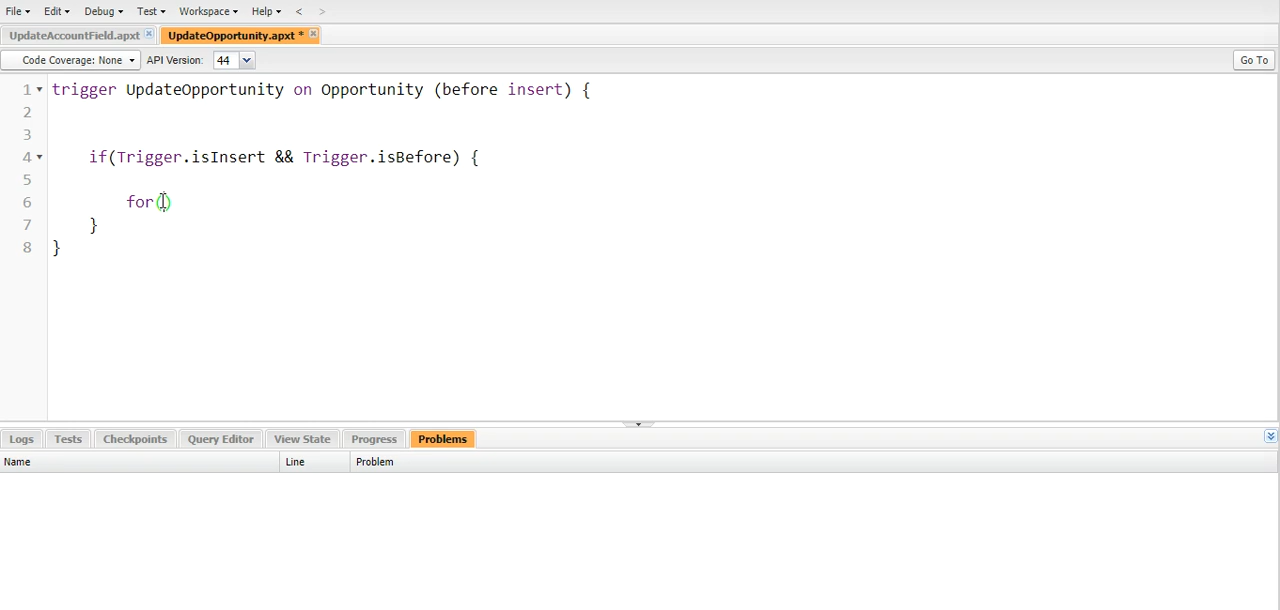 File Edit Debug Test Workspace Help < >
UpdateAccountField.apxt UpdateOpportunity.apxt *
Code Coverage: None API Version: 44 Go To
1 trigger UpdateOpportunity on Opportunity (before insert) {
2
3
4 if(Trigger.isInsert && Trigger.isBefore) {
5
6 for()
7 }
8 }
Logs Tests Checkpoints Query Editor View State Progress Problems
Name Line Problem